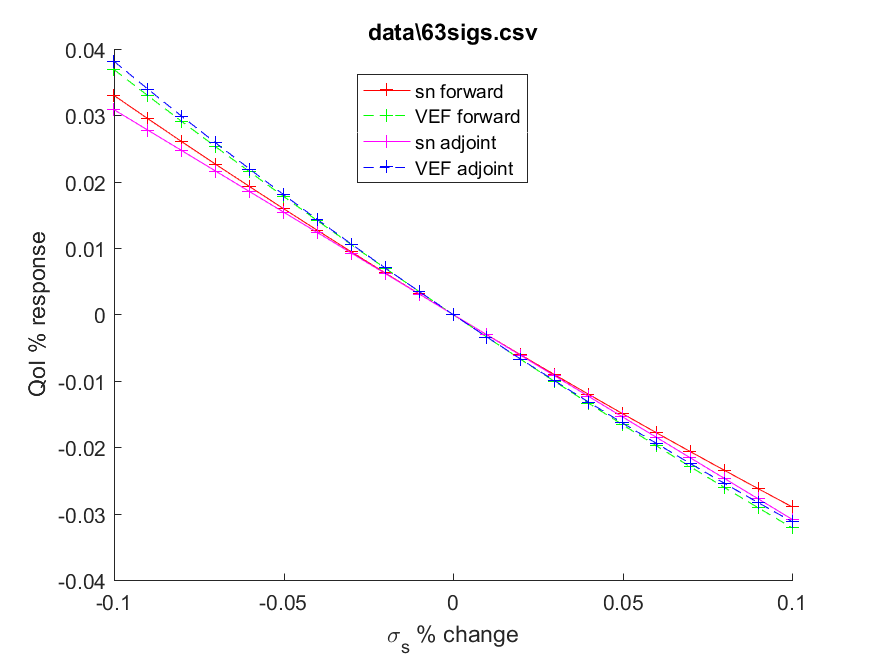 data\63sigs.csv
sn forward
VEF forward
sn adjoint
VEF adjoint
0.04
0.03
0.02
0.01
0
-0.01
-0.02
-0.03
-0.04
QoI % response
-0.1
-0.05
0
0.05
0.1
σs % change